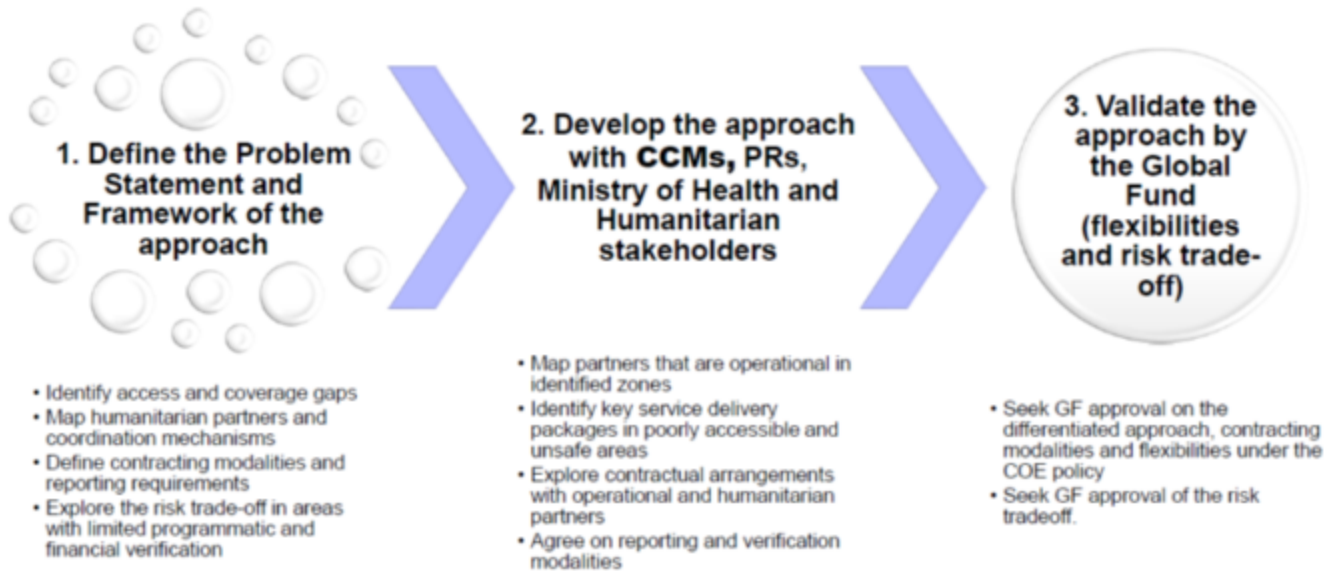 1. Define the Problem
Statement and
Framework of the
approach
• Identify access and coverage gaps
• Map humanitarian partners and
coordination mechanisms
• Define contracting modalities and
reporting requirements
• Explore the risk trade-off in areas
with limited programmatic and
financial verification
2. Develop the approach
with CCMs, PRs,
Ministry of Health and
Humanitarian
stakeholders
• Map partners that are operational in
identified zones
• Identify key service delivery
packages in poorly accessible and
unsafe areas
• Explore contractual arrangements
with operational and humanitarian
partners
• Agree on reporting and verification
modalities
3. Validate the
approach by
the Global
Fund
(flexibilities
and risk trade-
off)
• Seek GF approval on the
differentiated approach, contracting
modalities and flexibilities under the
COE policy
• Seek GF approval of the risk
tradeoff.